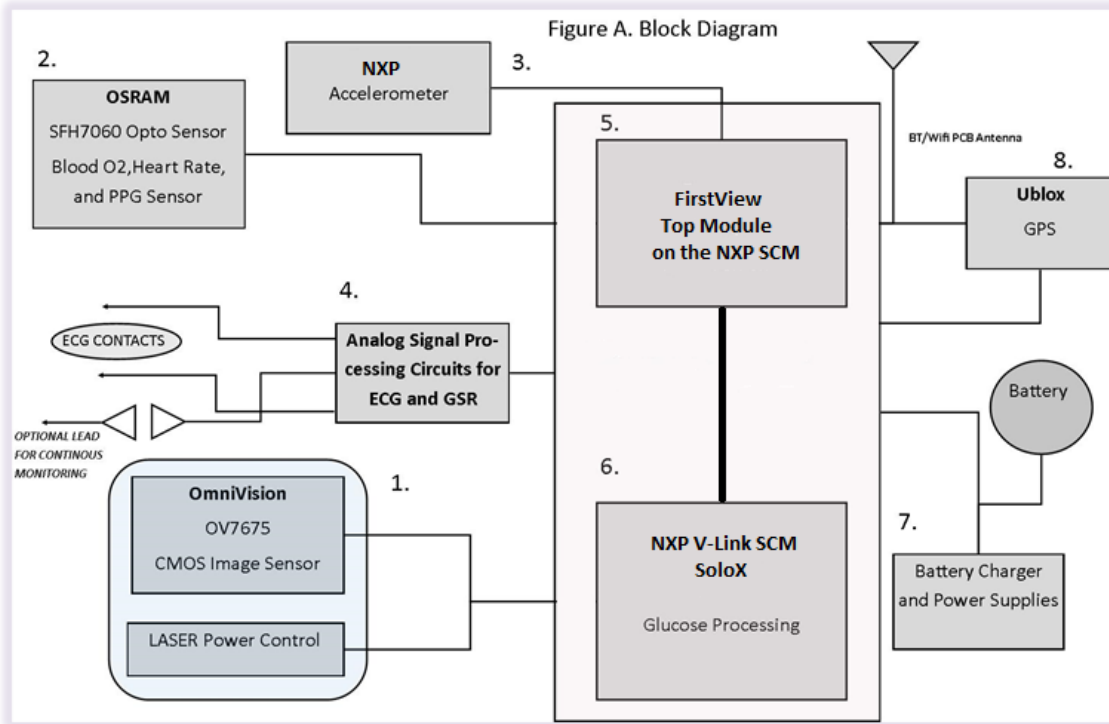 Figure A. Block Diagram
2.
OSRAM
SFH7060 Opto Sensor
Blood O2,Heart Rate,
and PPG Sensor
NXP
Accelerometer
3.
5.
FirstView
Top Module
on the NXP SCM
BT/Wifi PCB Antenna
8.
Ublox
GPS
4.
ECG CONTACTS
Analog Signal Pro-
cessing Circuits for
ECG and GSR
OPTIONAL LEAD
FOR CONTINOUS
MONITORING
Battery
1.
OmniVision
OV7675
CMOS Image Sensor
LASER Power Control
6.
NXP V-Link SCM
SoloX
Glucose Processing
7.
Battery Charger
and Power Supplies